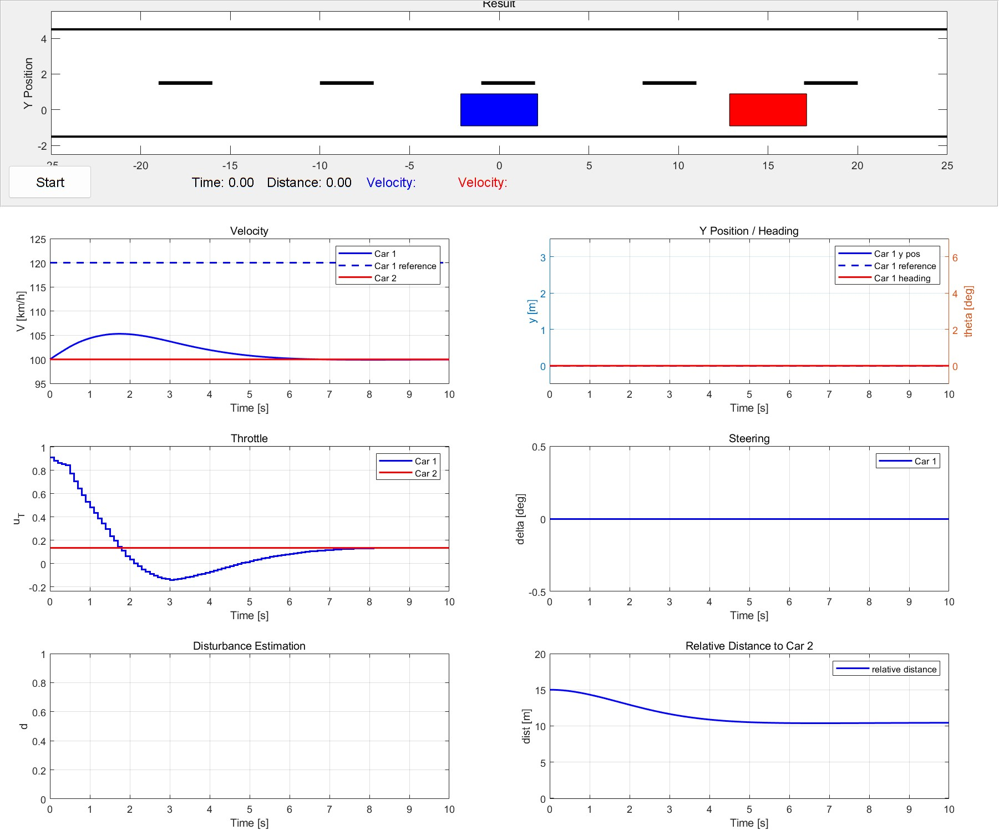 Result
4
2
0
-2
Y Position
25 -20 -15 -10 -5 0 5 10 15 20 25
Start
Time: 0.00 Distance: 0.00 Velocity: Velocity:
Velocity
125
120
115
110
105
100
95
V [km/h]
Car 1
Car 1 reference
Car 2
0 1 2 3 4 5 6 7 8 9 10
Time [s]
Y Position / Heading
3
2
1
0
y [m]
6
4
2
0
theta [deg]
Car 1 y pos
Car 1 reference
Car 1 heading
0 1 2 3 4 5 6 7 8 9 10
Time [s]
Throttle
1
0.8
0.6
0.4
0.2
0
-0.2
u_T
Car 1
Car 2
0 1 2 3 4 5 6 7 8 9 10
Time [s]
Steering
0.5
0
-0.5
delta [deg]
Car 1
0 1 2 3 4 5 6 7 8 9 10
Time [s]
Disturbance Estimation
1
0.8
0.6
0.4
0.2
0
d
0 1 2 3 4 5 6 7 8 9 10
Time [s]
Relative Distance to Car 2
20
15
10
5
0
dist [m]
relative distance
0 1 2 3 4 5 6 7 8 9 10
Time [s]